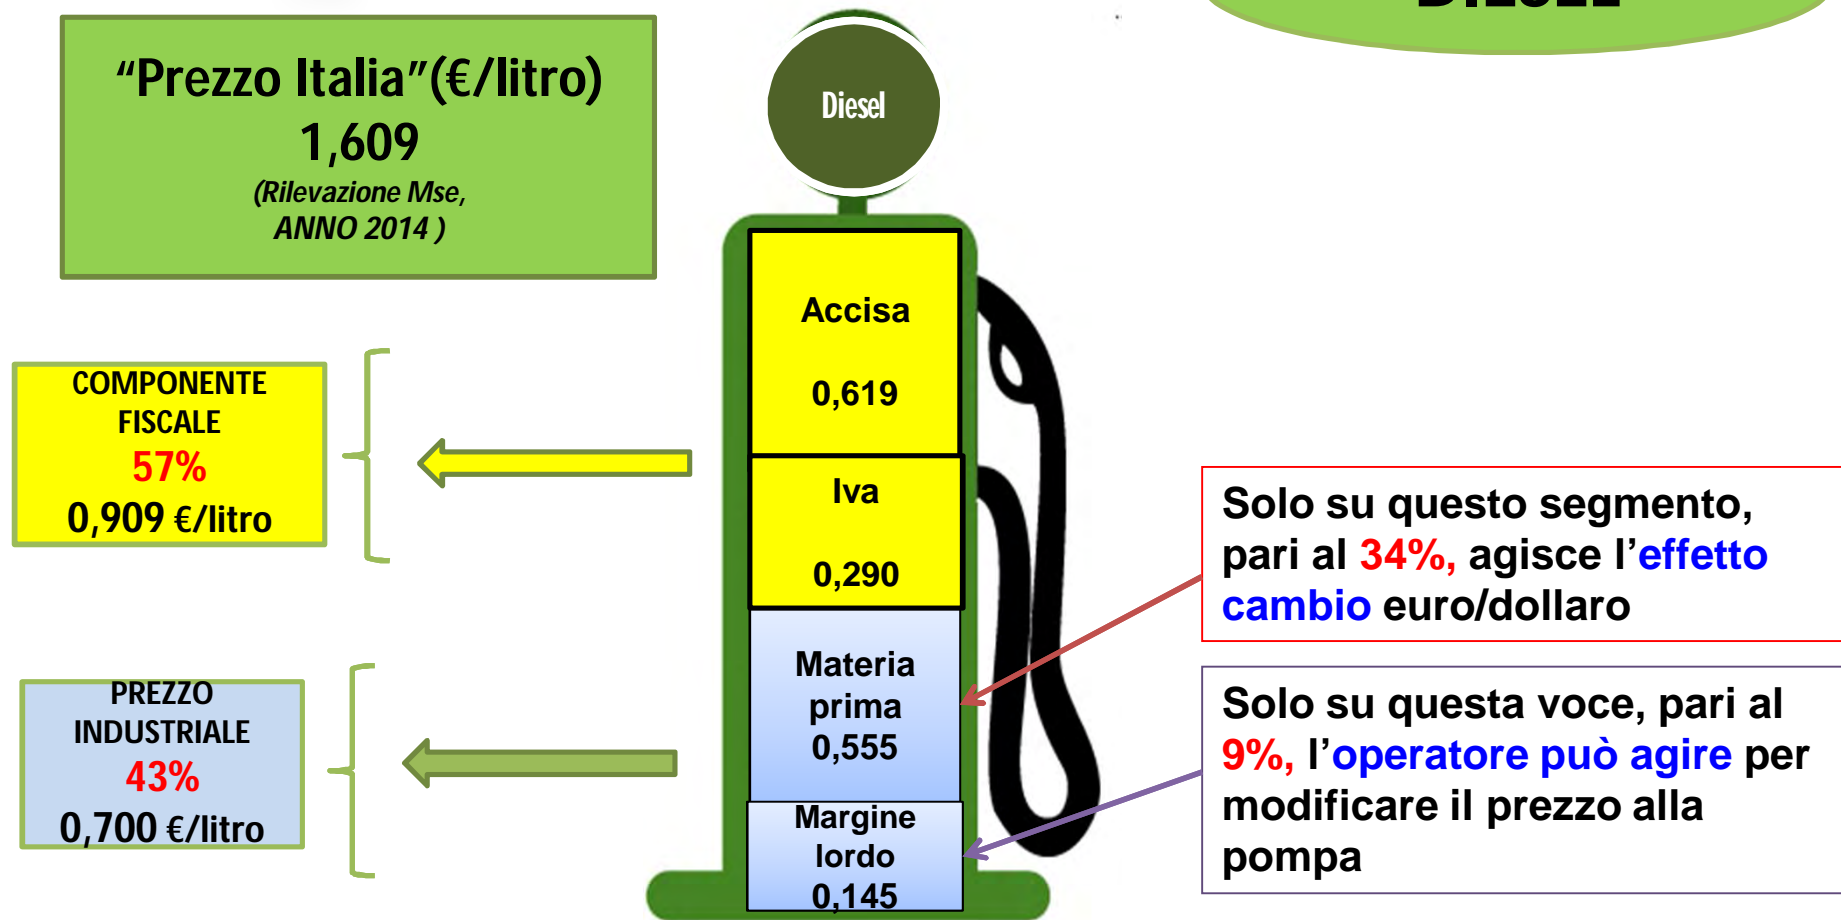 DIESEL
“Prezzo Italia”(€/litro)
1,609
(Rilevazione Mse,
ANNO 2014 )
Diesel
Accisa
0,619
COMPONENTE
FISCALE
57%
0,909 €/litro
Iva
0,290
Solo su questo segmento,
pari al 34%, agisce l’effetto
cambio euro/dollaro
Materia
prima
0,555
PREZZO
INDUSTRIALE
43%
0,700 €/litro
Solo su questa voce, pari al
9%, l’operatore può agire per
modificare il prezzo alla
pompa
Margine
lordo
0,145